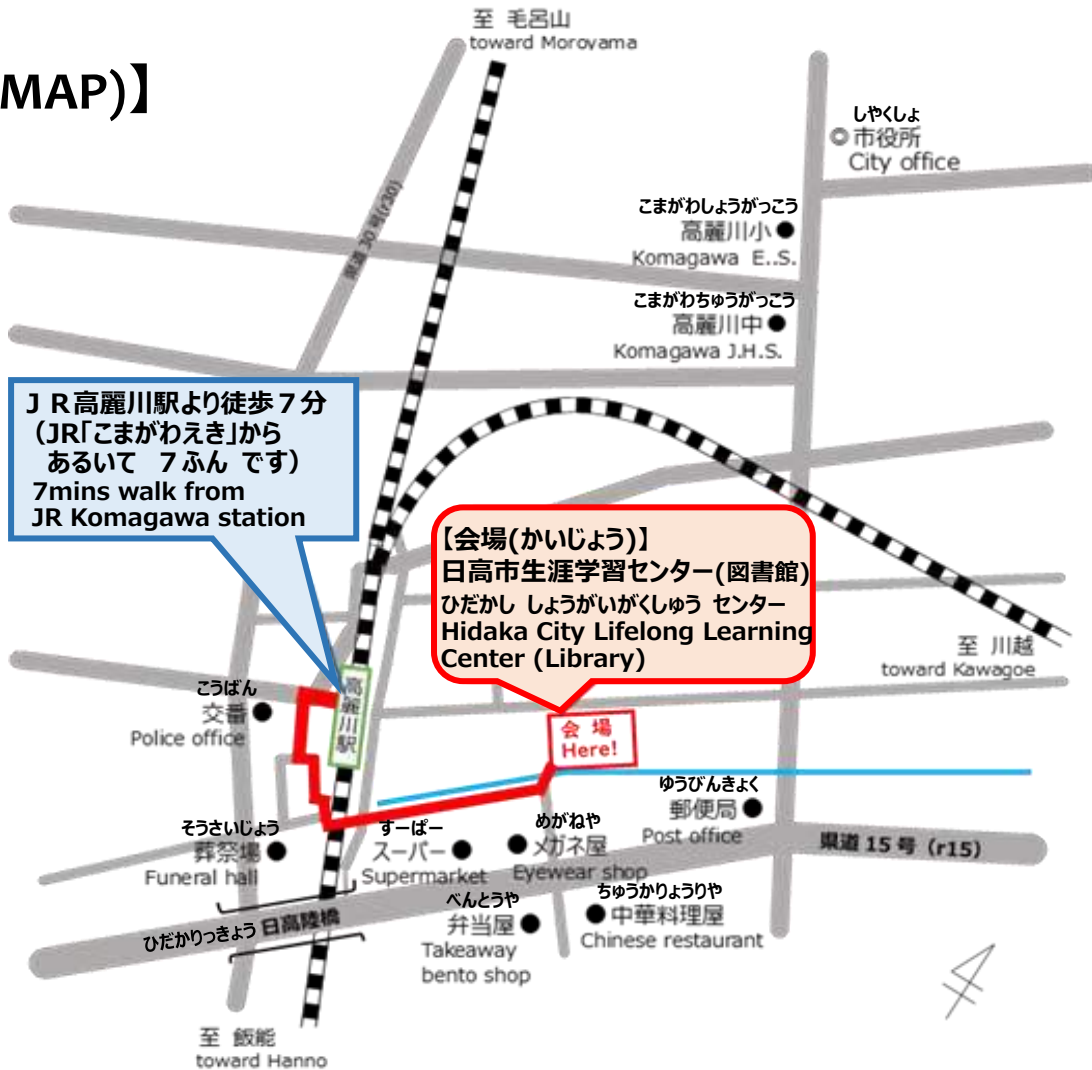 至 毛呂山
toward Moroyama
MAP)】
しやくしょ
◎市役所
City office
県道 30 号(r30)
こまがわしょうがっこう
高麗川小●
Komagawa E..S.
こまがわちゅうがっこう
高麗川中●
Komagawa J.H.S.
JR高麗川駅より徒歩7分
(JR「こまがわえき」から
あるいて 7ふん です)
7mins walk from
JR Komagawa station
【会場(かいじょう)】
日高市生涯学習センター(図書館)
ひだかし しょうがいがくしゅう センター
Hidaka City Lifelong Learning
Center (Library)
至 川越
toward Kawagoe
こうばん
交番●
Police office
高麗川駅
会場
Here!
ゆうびんきょく
郵便局●
Post office
そうさいじょう
葬祭場●
Funeral hall
すーぱー
スーパー●
Supermarket
めがねや
●メガネ屋
Eyewear shop
県道 15 号 (r15)
べんとうや
弁当屋●
Takeaway
bento shop
ちゅうかりょうりや
●中華料理屋
Chinese restaurant
ひだかりっきょう 日高陸橋
至 飯能
toward Hanno